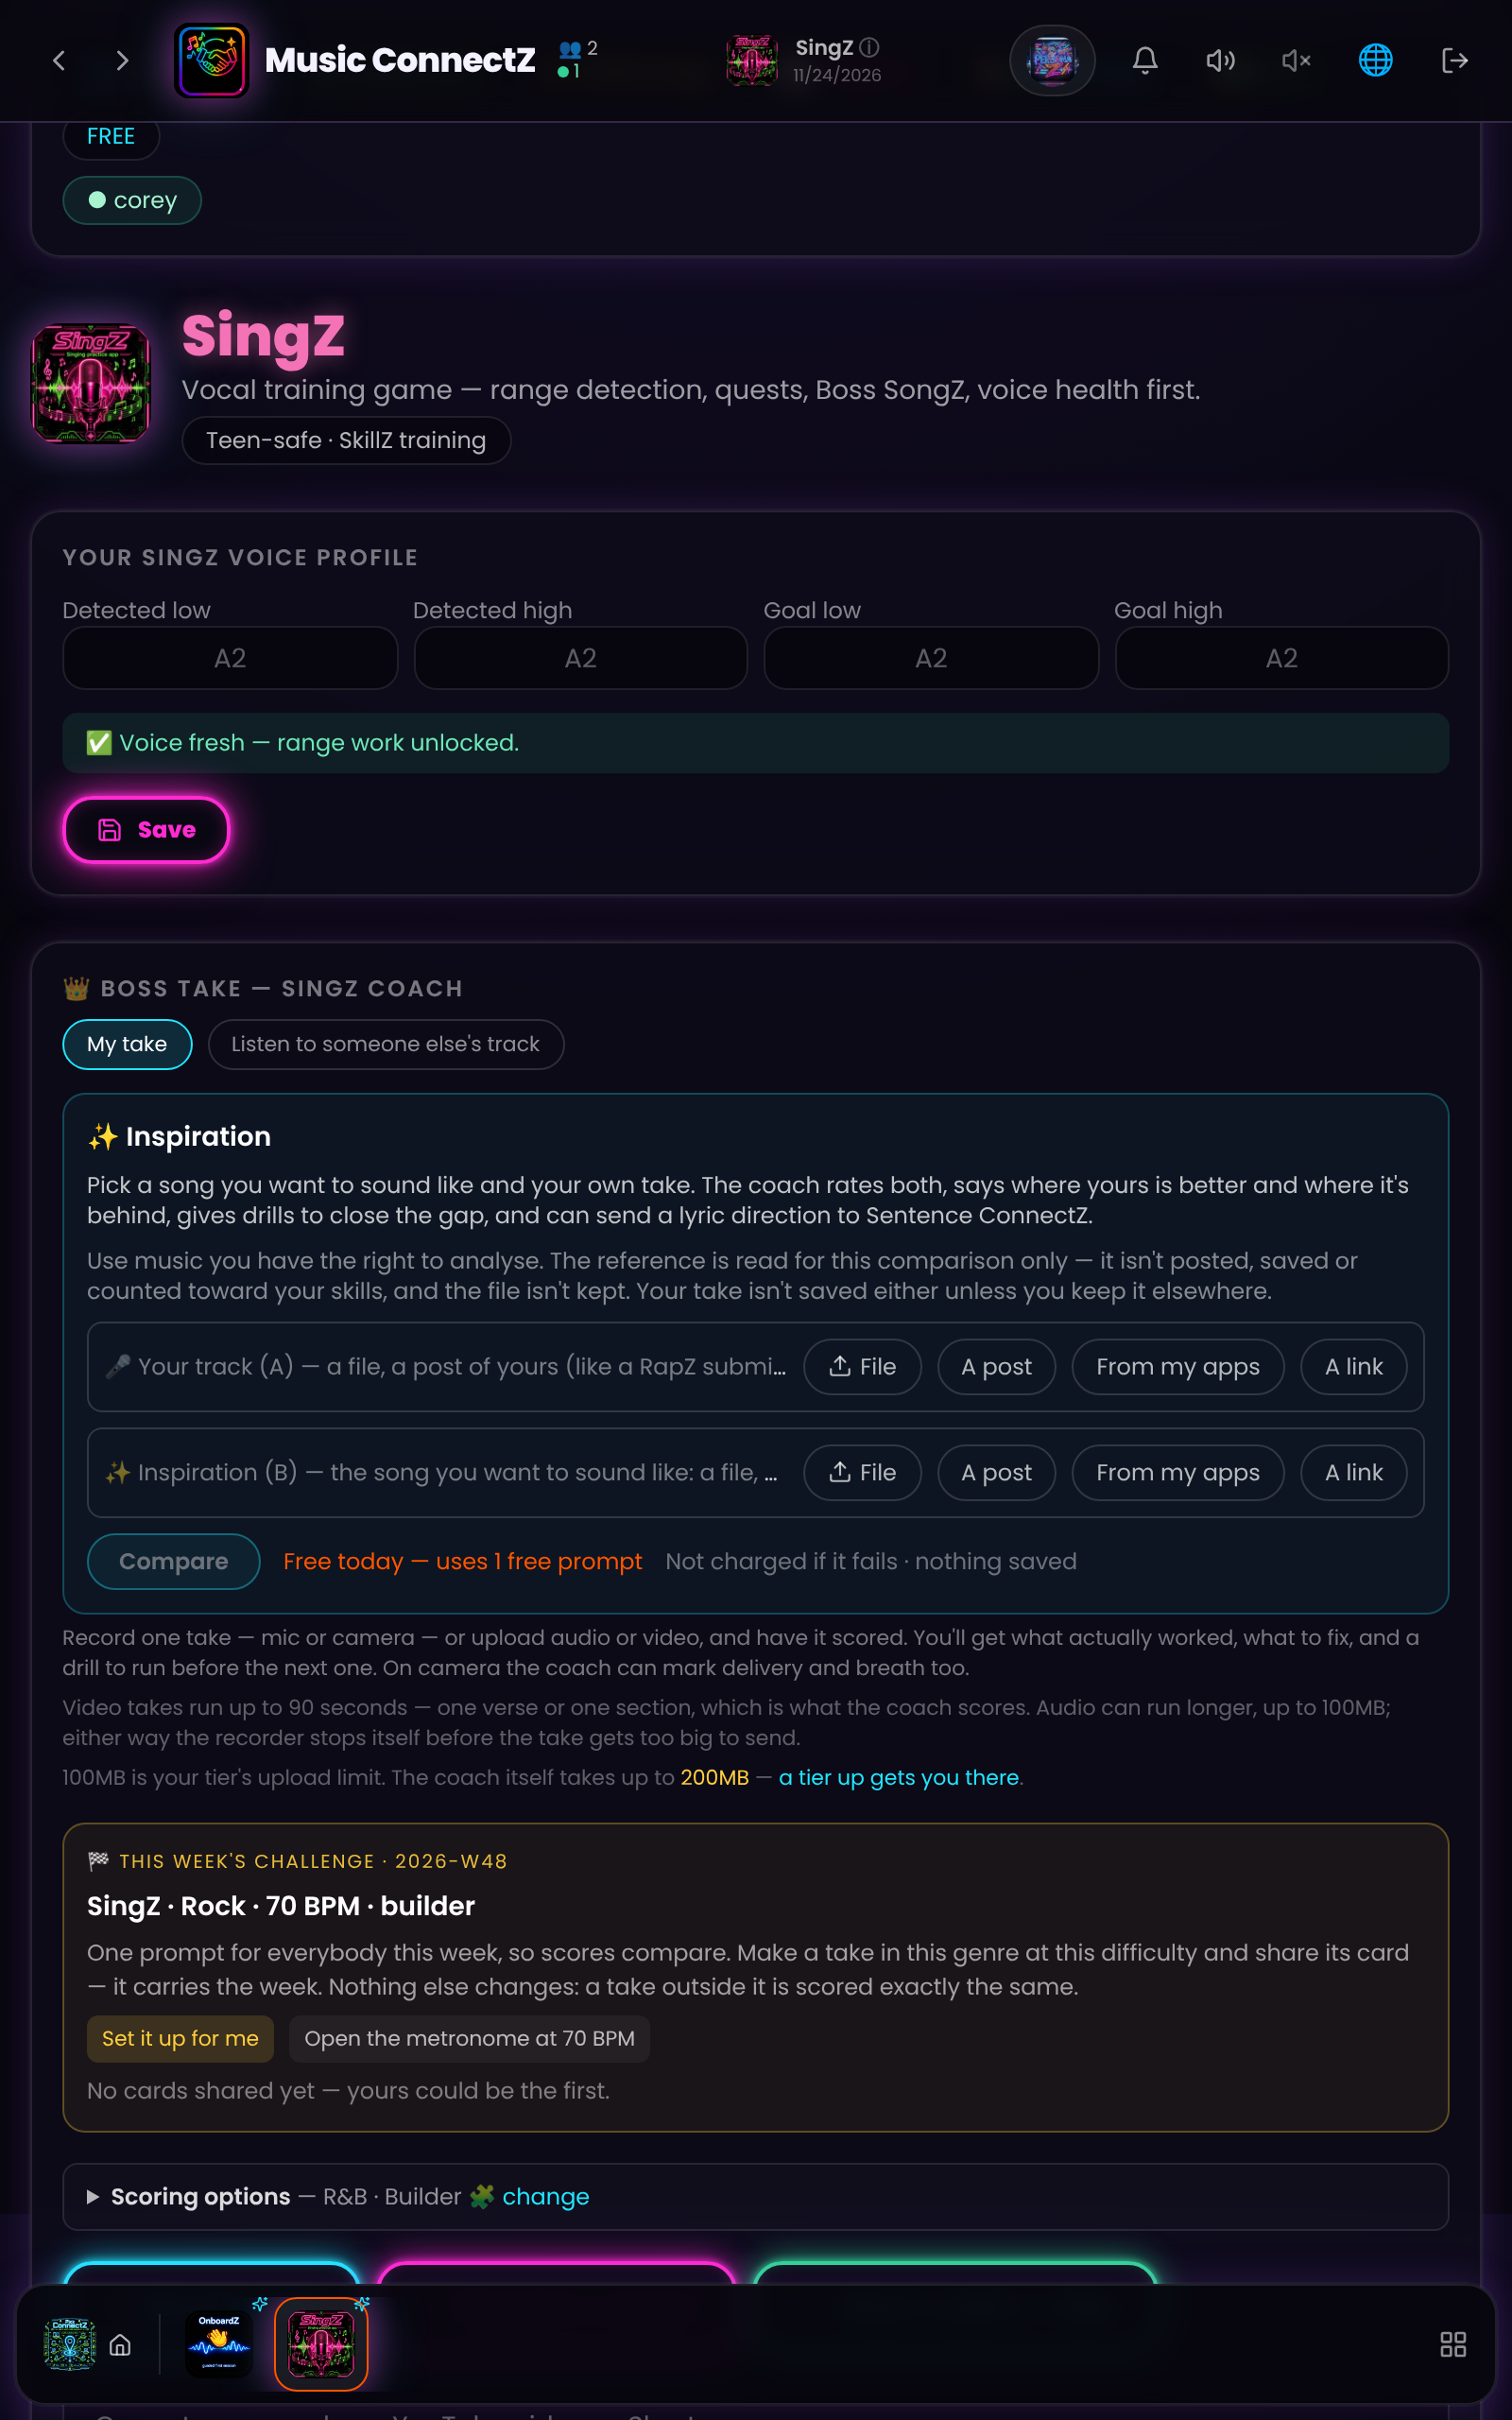 Music ConnectZ
👥 2
1
SingZ ⓘ
11/24/2026
FREE
corey
SingZ
Singing practice app
SingZ
Vocal training game — range detection, quests, Boss SongZ, voice health first.
Teen-safe · SkillZ training
YOUR SINGZ VOICE PROFILE
Detected low
Detected high
Goal low
Goal high
A2
A2
A2
A2
✅ Voice fresh — range work unlocked.
Save
👑 BOSS TAKE — SINGZ COACH
My take
Listen to someone else's track
✨ Inspiration
Pick a song you want to sound like and your own take. The coach rates both, says where yours is better and where it's
behind, gives drills to close the gap, and can send a lyric direction to Sentence ConnectZ.
Use music you have the right to analyse. The reference is read for this comparison only — it isn't posted, saved or
counted toward your skills, and the file isn't kept. Your take isn't saved either unless you keep it elsewhere.
🎤 Your track (A) — a file, a post of yours (like a RapZ submi...
File
A post
From my apps
A link
✨ Inspiration (B) — the song you want to sound like: a file, ...
File
A post
From my apps
A link
Compare
Free today — uses 1 free prompt
Not charged if it fails · nothing saved
Record one take — mic or camera — or upload audio or video, and have it scored. You'll get what actually worked, what to fix, and a
drill to run before the next one. On camera the coach can mark delivery and breath too.
Video takes run up to 90 seconds — one verse or one section, which is what the coach scores. Audio can run longer, up to 100MB;
either way the recorder stops itself before the take gets too big to send.
100MB is your tier's upload limit. The coach itself takes up to 200MB — a tier up gets you there.
🏁 THIS WEEK'S CHALLENGE · 2026-W48
SingZ · Rock · 70 BPM · builder
One prompt for everybody this week, so scores compare. Make a take in this genre at this difficulty and share its card
— it carries the week. Nothing else changes: a take outside it is scored exactly the same.
Set it up for me
Open the metronome at 70 BPM
No cards shared yet — yours could be the first.
▶ Scoring options — R&B · Builder 🧩 change
ConnectZ
OnboardZ
SingZ